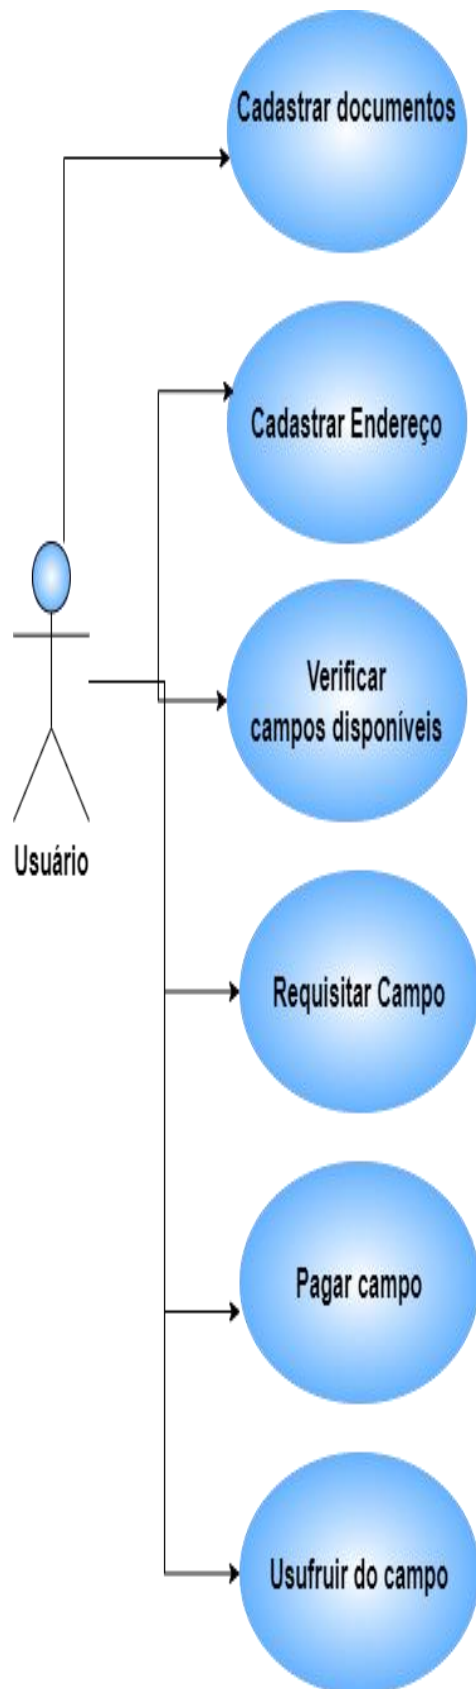 Cadastrar documentos
Cadastrar Endereço
Verificar
campos disponíveis
Usuário
Requisitar Campo
Pagar campo
Usufruir do campo